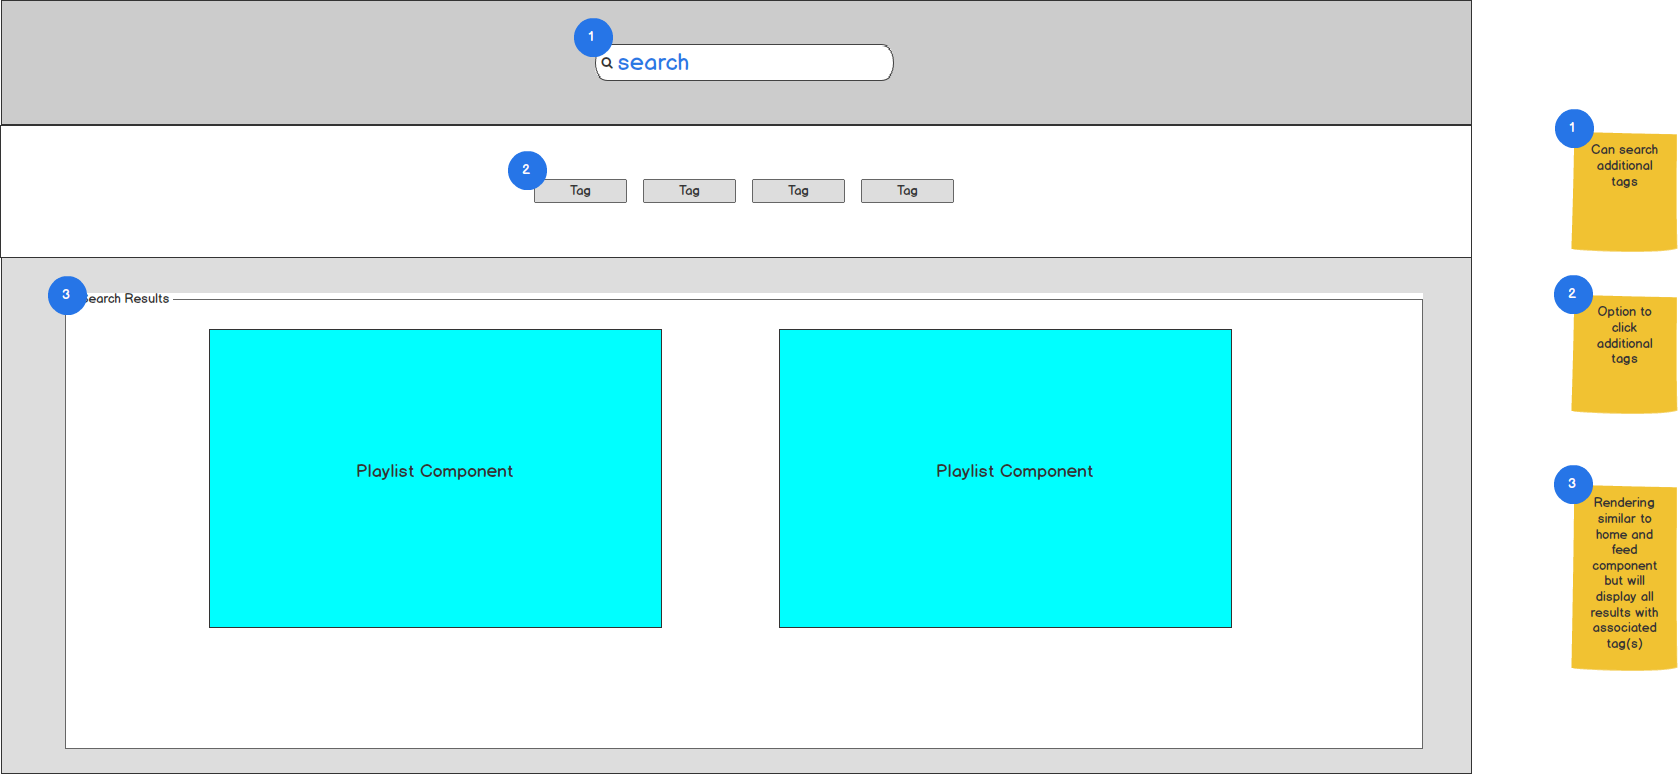 1
search
2
Tag Tag Tag Tag
3
Search Results
Playlist Component Playlist Component
1
Can search
additional
tags
2
Option to
click
additional
tags
3
Rendering
similar to
home and
feed
component
but will
display all
results with
associated
tag(s)